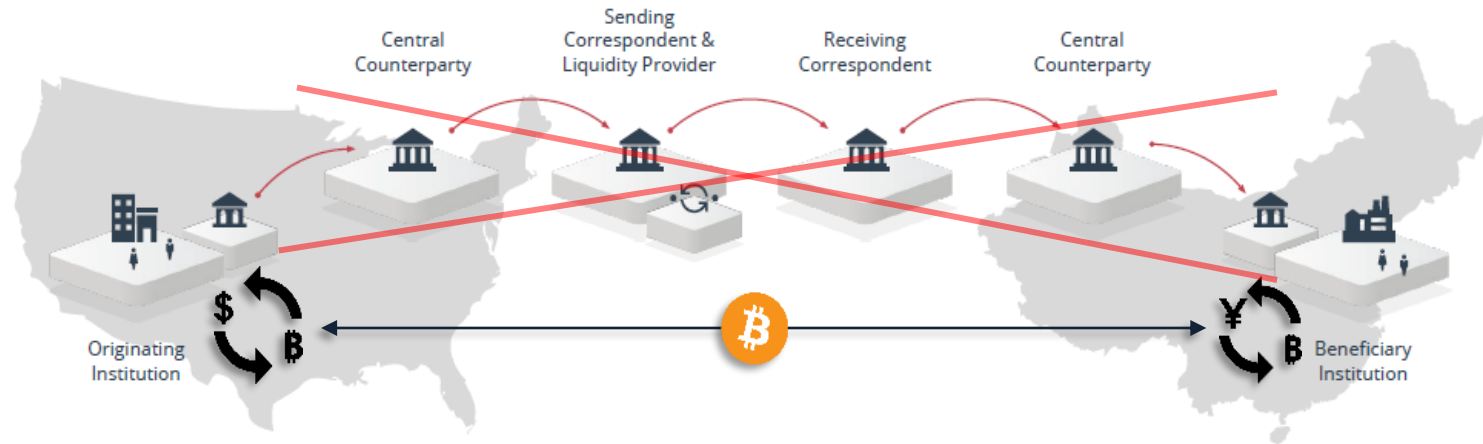 Sending
Correspondent &
Liquidity Provider
Central
Counterparty
Receiving
Correspondent
Central
Counterparty
$
₿
₿
¥
₿
Originating
Institution
Beneficiary
Institution